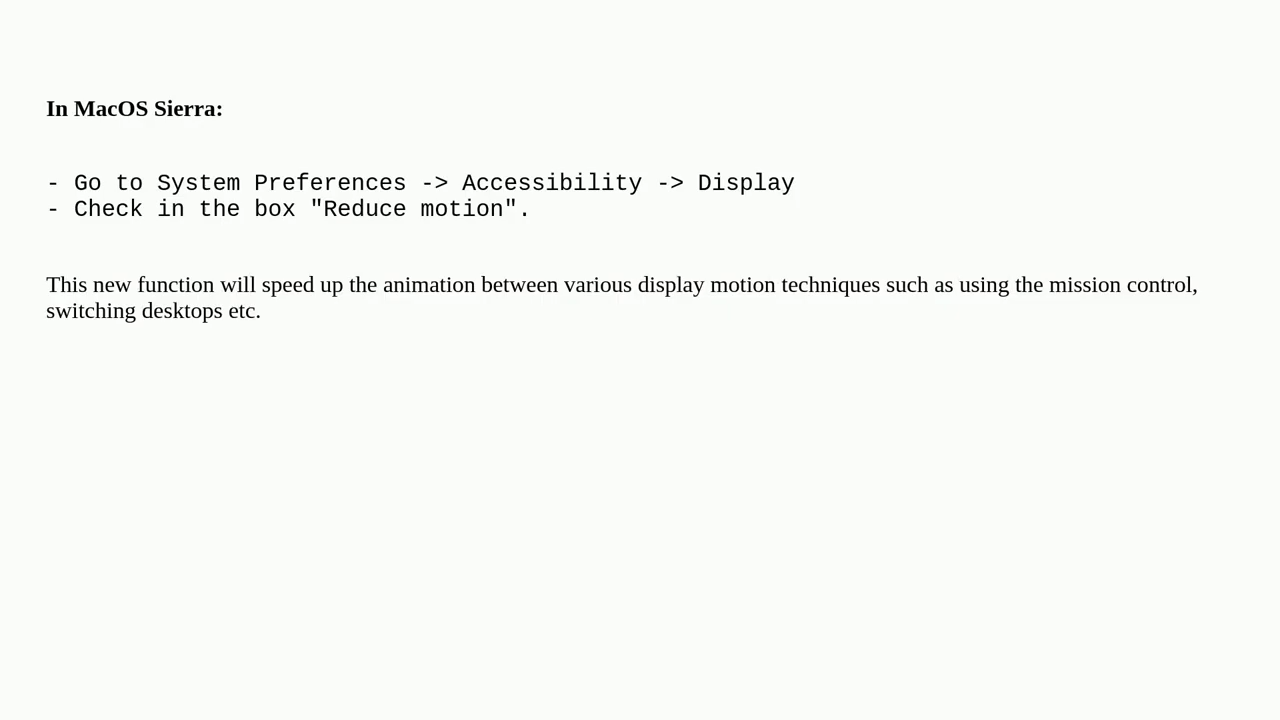 In MacOS Sierra:
- Go to System Preferences -> Accessibility -> Display
- Check in the box "Reduce motion".
This new function will speed up the animation between various display motion techniques such as using the mission control,
switching desktops etc.